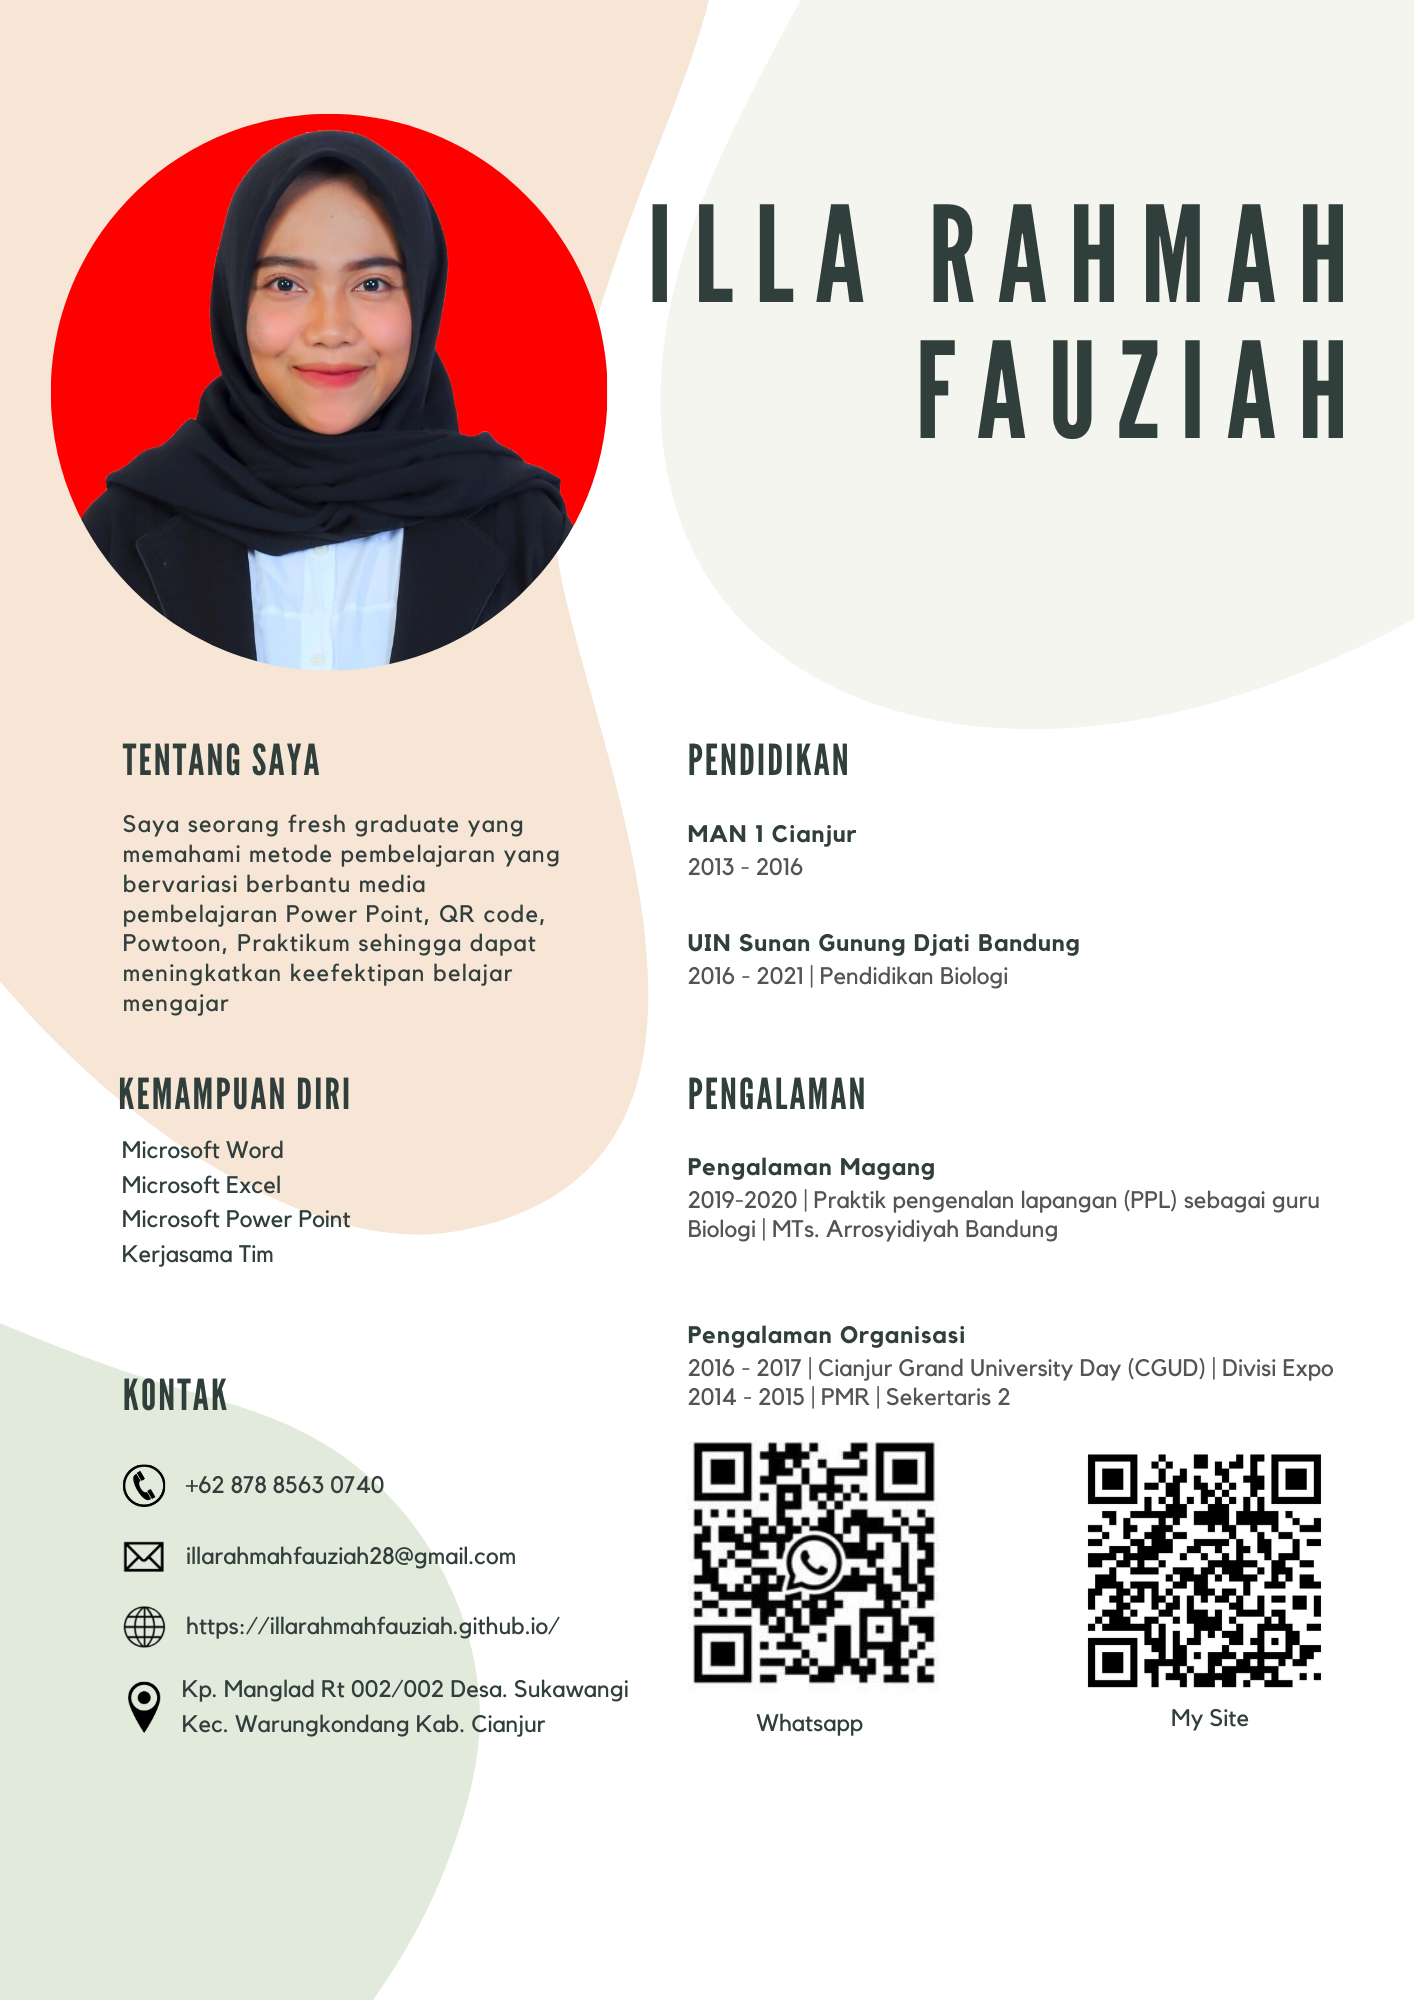 ILLA RAHMAH
FAUZIAH
TENTANG SAYA
Saya seorang fresh graduate yang
memahami metode pembelajaran yang
bervariasi berbantu media
pembelajaran Power Point, QR code,
Powtoon, Praktikum sehingga dapat
meningkatkan keefektipan belajar
mengajar
KEMAMPUAN DIRI
Microsoft Word
Microsoft Excel
Microsoft Power Point
Kerjasama Tim
KONTAK
+62 878 8563 0740
illarahmahfauziah28@gmail.com
https://illarahmahfauziah.github.io/
Kp. Manglad Rt 002/002 Desa. Sukawangi
Kec. Warungkondang Kab. Cianjur
PENDIDIKAN
MAN 1 Cianjur
2013 - 2016
UIN Sunan Gunung Djati Bandung
2016 - 2021 | Pendidikan Biologi
PENGALAMAN
Pengalaman Magang
2019-2020 | Praktik pengenalan lapangan (PPL) sebagai guru
Biologi | MTs. Arrosyidiyah Bandung
Pengalaman Organisasi
2016 - 2017 | Cianjur Grand University Day (CGUD) | Divisi Expo
2014 - 2015 | PMR | Sekertaris 2
Whatsapp
My Site